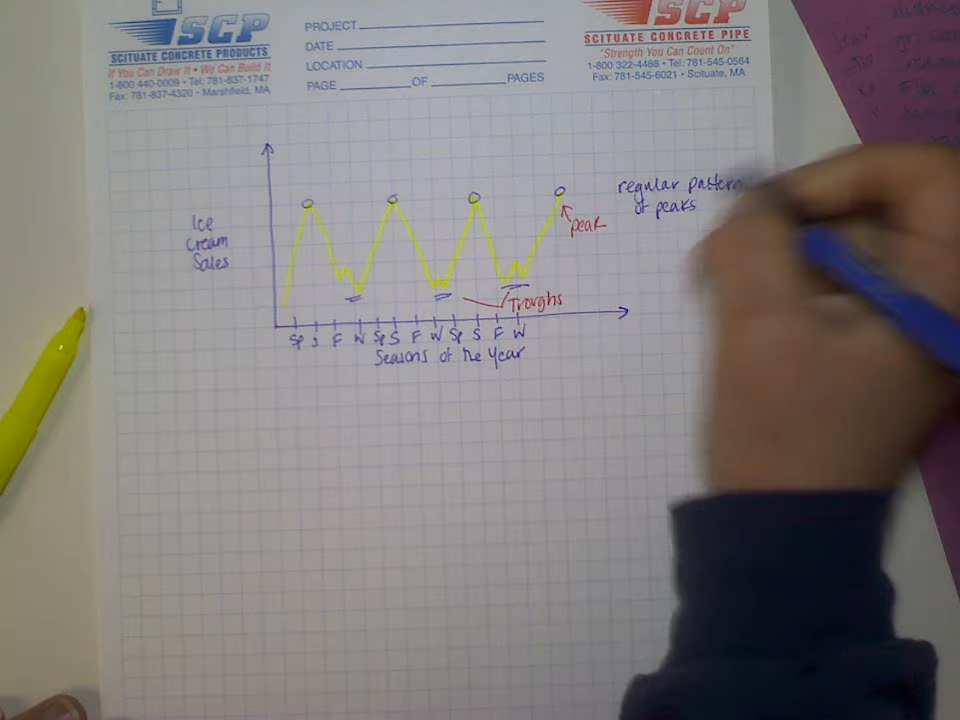 SCP
SCITUATE CONCRETE PRODUCTS
If You Can Draw It • We Can Build It
1-800 440-0009 • Tel: 781-837-1747
Fax: 781-837-4320 • Marshfield, MA
PROJECT
DATE
LOCATION
PAGE OF PAGES
SCP
SCITUATE CONCRETE PIPE
"Strength You Can Count On"
1-800 322-4488 • Tel: 781-545-0564
Fax: 781-545-6021 • Scituate, MA
Ice
Cream
Sales
regular pattern
of peaks
peak
Troughs
Sp S F W Sp S F W Sp S F W
Seasons of the Year